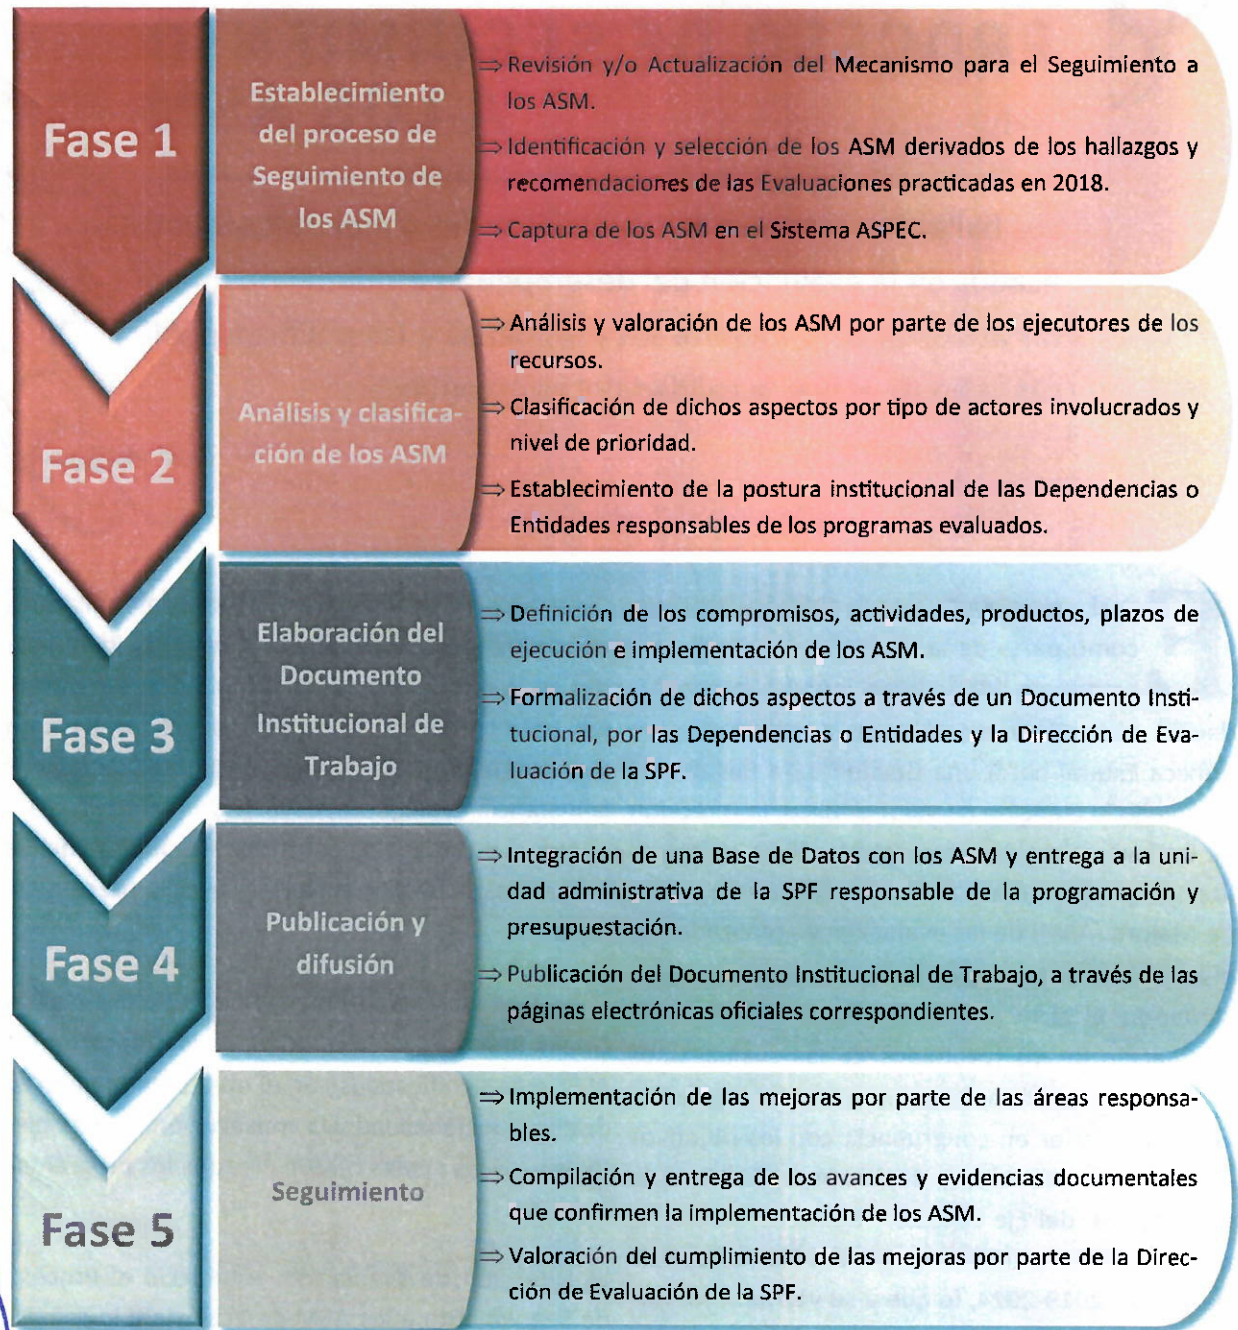 Fase 1
Establecimiento
del proceso de
Seguimiento de
los ASM
⇒ Revisión y/o Actualización del Mecanismo para el Seguimiento a
los ASM.
⇒ Identificación y selección de los ASM derivados de los hallazgos y
recomendaciones de las Evaluaciones practicadas en 2018.
⇒ Captura de los ASM en el Sistema ASPEC.
Fase 2
Análisis y clasifica-
ción de los ASM
⇒ Análisis y valoración de los ASM por parte de los ejecutores de los
recursos.
⇒ Clasificación de dichos aspectos por tipo de actores involucrados y
nivel de prioridad.
⇒ Establecimiento de la postura institucional de las Dependencias o
Entidades responsables de los programas evaluados.
Fase 3
Elaboración del
Documento
Institucional de
Trabajo
⇒ Definición de los compromisos, actividades, productos, plazos de
ejecución e implementación de los ASM.
⇒ Formalización de dichos aspectos a través de un Documento Insti-
tucional, por las Dependencias o Entidades y la Dirección de Eva-
luación de la SPF.
Fase 4
Publicación y
difusión
⇒ Integración de una Base de Datos con los ASM y entrega a la uni-
dad administrativa de la SPF responsable de la programación y
presupuestación.
⇒ Publicación del Documento Institucional de Trabajo, a través de las
páginas electrónicas oficiales correspondientes.
Fase 5
Seguimiento
⇒ Implementación de las mejoras por parte de las áreas responsa-
bles.
⇒ Compilación y entrega de los avances y evidencias documentales
que confirmen la implementación de los ASM.
⇒ Valoración del cumplimiento de las mejoras por parte de la Direc-
ción de Evaluación de la SPF.